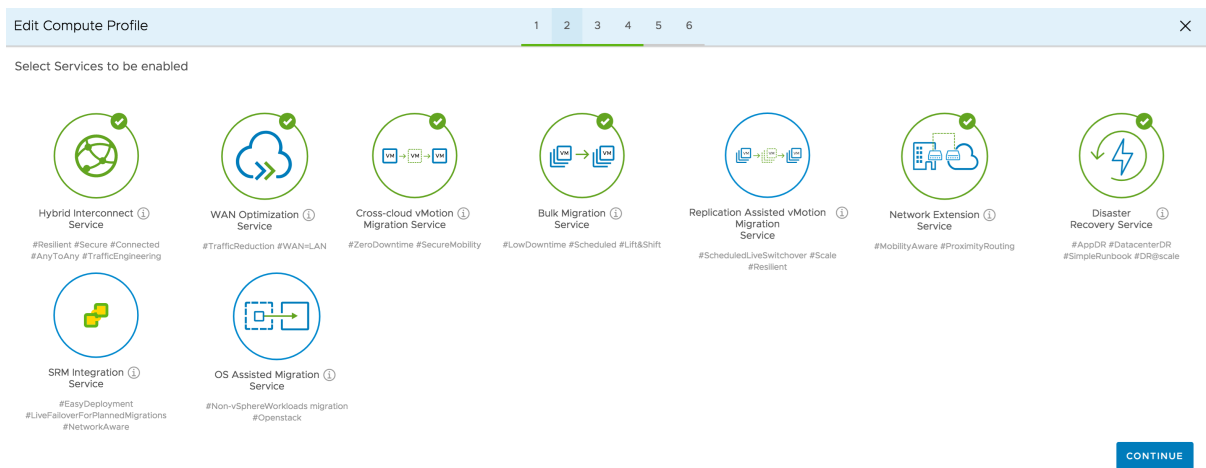 Edit Compute Profile
1 2 3 4 5 6
Select Services to be enabled
VM VM VM
VM VM
VM VM VM
Hybrid Interconnect i
Service
#Resilient #Secure #Connected
#AnyToAny #TrafficEngineering
WAN Optimization i
Service
#TrafficReduction #WAN=LAN
Cross-cloud vMotion i
Migration Service
#ZeroDowntime #SecureMobility
Bulk Migration i
Service
#LowDowntime #Scheduled #Lift&Shift
Replication Assisted vMotion i
Migration
Service
#ScheduledLiveSwitchover #Scale
#Resilient
Network Extension i
Service
#MobilityAware #ProximityRouting
Disaster i
Recovery Service
#AppDR #DatacenterDR
#SimpleRunbook #DR@scale
SRM Integration i
Service
#EasyDeployment
#LiveFailoverForPlannedMigrations
#NetworkAware
OS Assisted Migration i
Service
#Non-vSphereWorkloads migration
#Openstack
CONTINUE